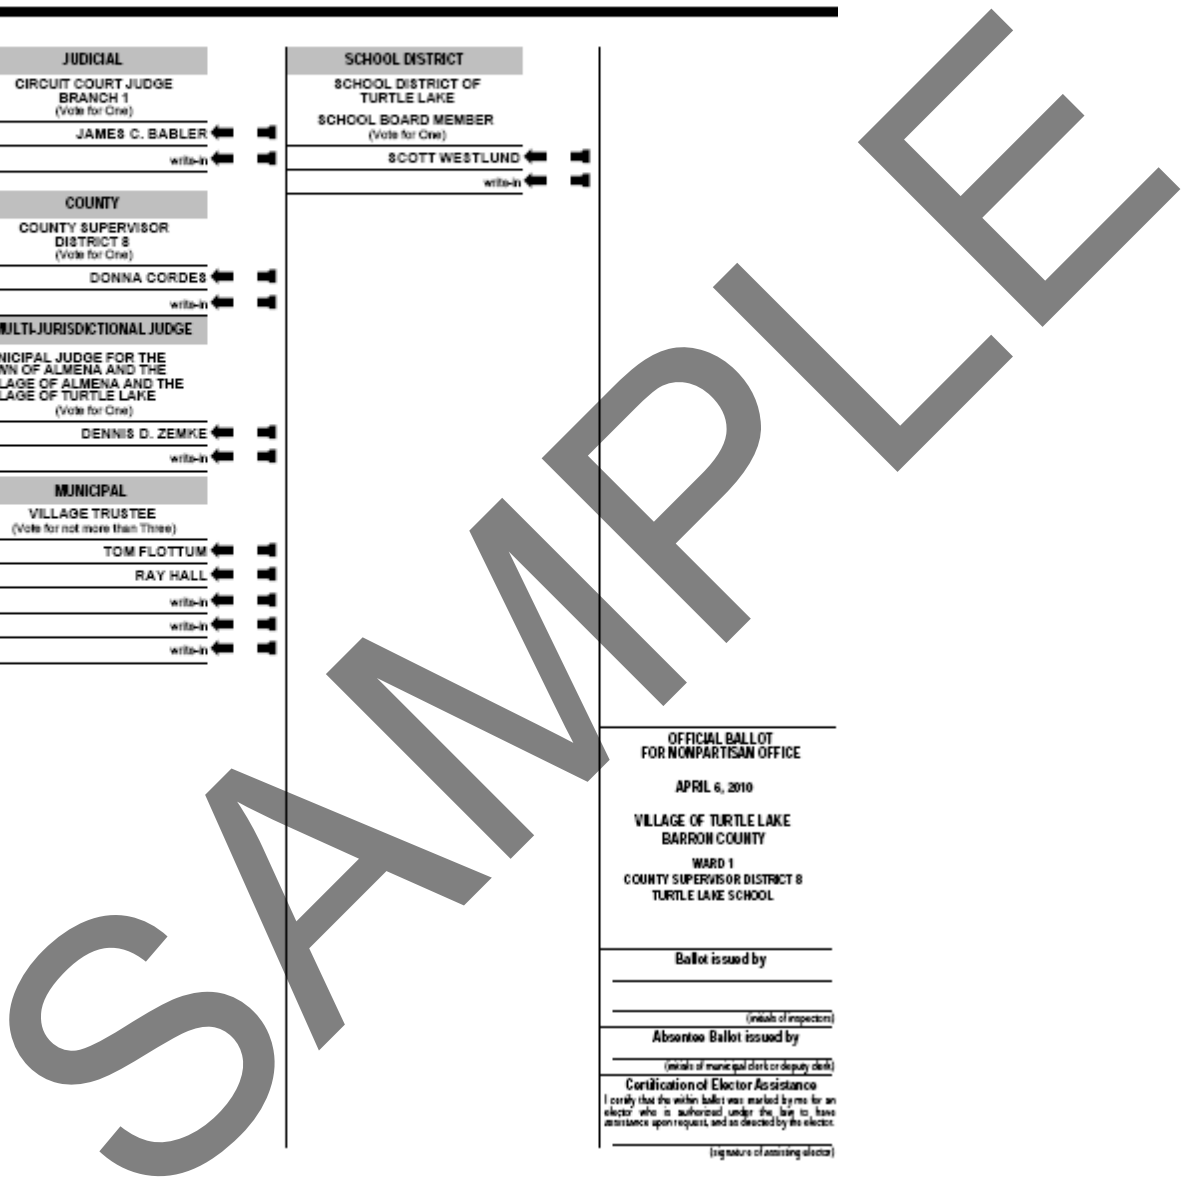 JUDICIAL
CIRCUIT COURT JUDGE
BRANCH 1
(Vote for One)
JAMES C. BABLER
write-in
COUNTY
COUNTY SUPERVISOR
DISTRICT 8
(Vote for One)
DONNA CORDES
write-in
ULTI-JURISDICTIONAL JUDGE
NICIPAL JUDGE FOR THE
WN OF ALMENA AND THE
LAGE OF ALMENA AND THE
LAGE OF TURTLE LAKE
(Vote for One)
DENNIS D. ZEMKE
write-in
MUNICIPAL
VILLAGE TRUSTEE
(Vote for not more than Three)
TOM FLOTTUM
RAY HALL
write-in
write-in
write-in
SCHOOL DISTRICT
SCHOOL DISTRICT OF
TURTLE LAKE
SCHOOL BOARD MEMBER
(Vote for One)
SCOTT WESTLUND
write-in
OFFICIAL BALLOT
FOR NONPARTISAN OFFICE
APRIL 6, 2010
VILLAGE OF TURTLE LAKE
BARRON COUNTY
WARD 1
COUNTY SUPERVISOR DISTRICT 8
TURTLE LAKE SCHOOL
Ballot issued by
(initials of inspectors)
Absentee Ballot issued by
(initials of municipal clerk or deputy clerk)
Certification of Elector Assistance
I certify that the within ballot was marked by me for an
elector who is authorized under the law to have
assistance upon request, and as directed by the elector.
(signature of assisting elector)
SAMPLE